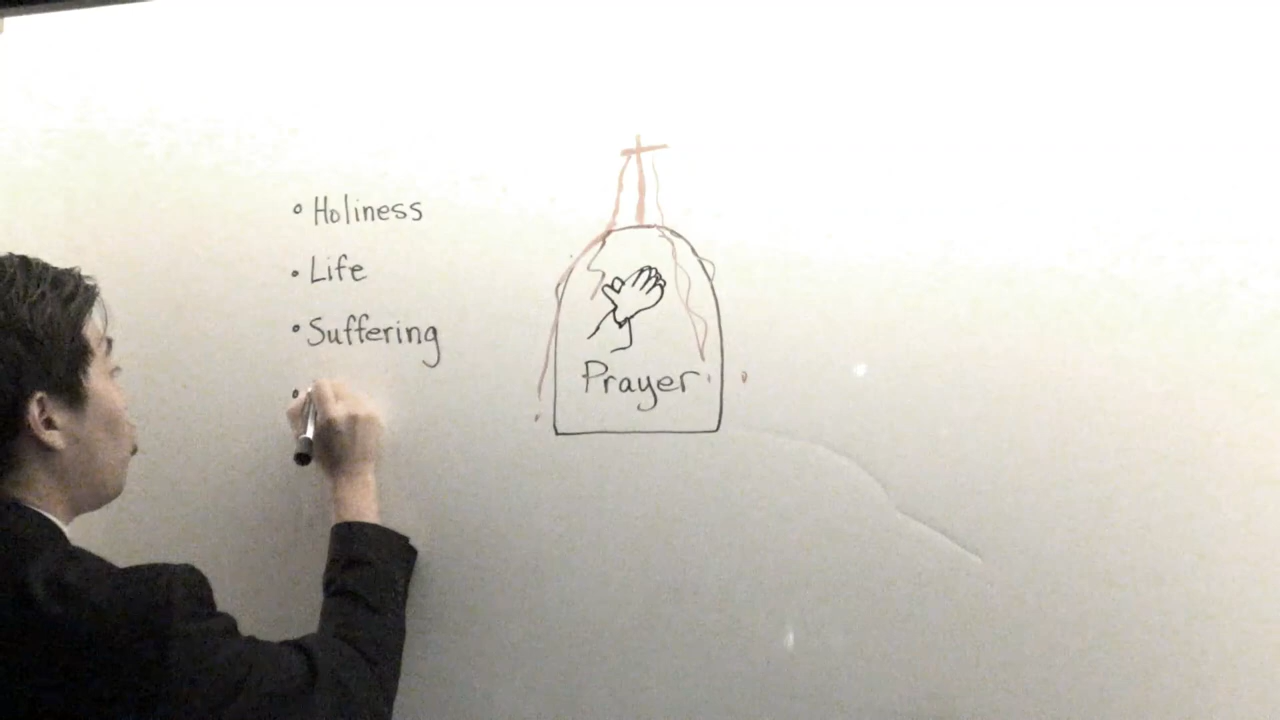 • Holiness
• Life
• Suffering
•
Prayer